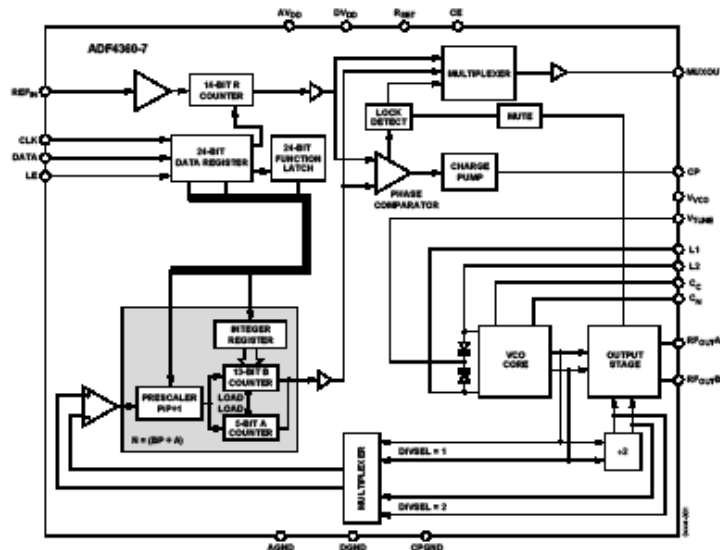 AVDD DVDD RSET CE
ADF4360-7
REFIN
14-BIT R
COUNTER
MULTIPLEXER
MUXOUT
LOCK
DETECT
MUTE
CLK
DATA
LE
24-BIT
DATA REGISTER
24-BIT
FUNCTION
LATCH
PHASE
COMPARATOR
CHARGE
PUMP
CP
VVCO
VTUNE
L1
L2
CC
CN
INTEGER
REGISTER
13-BIT B
COUNTER
PRESCALER
P/P+1
LOAD
LOAD
5-BIT A
COUNTER
N = (BP + A)
VCO
CORE
OUTPUT
STAGE
RFOUTA
RFOUTB
MULTIPLEXER
DIVSEL = 1
÷2
DIVSEL = 2
AGND DGND CPGND